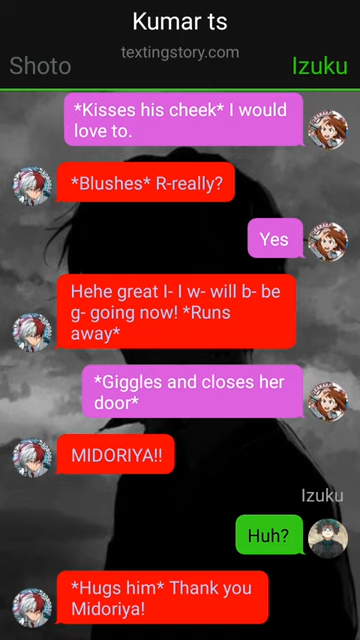 Kumar ts
textingstory.com
Shoto
Izuku
*Kisses his cheek* I would
love to.
*Blushes* R-really?
Yes
Hehe great I- I w- will b- be
g- going now! *Runs
away*
*Giggles and closes her
door*
MIDORIYA!!
Izuku
Huh?
*Hugs him* Thank you
Midoriya!